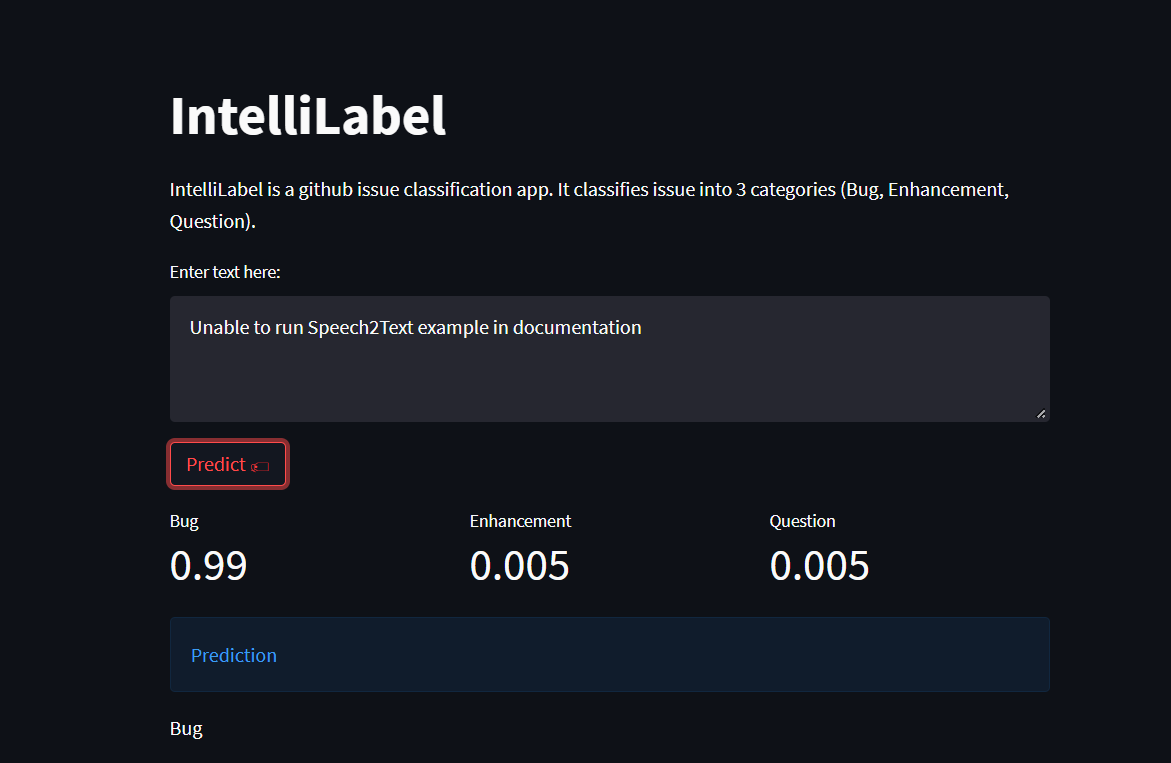 IntelliLabel
IntelliLabel is a github issue classification app. It classifies issue into 3 categories (Bug, Enhancement,
Question).
Enter text here:
Unable to run Speech2Text example in documentation
Predict
Bug
Enhancement
Question
0.99
0.005
0.005
Prediction
Bug